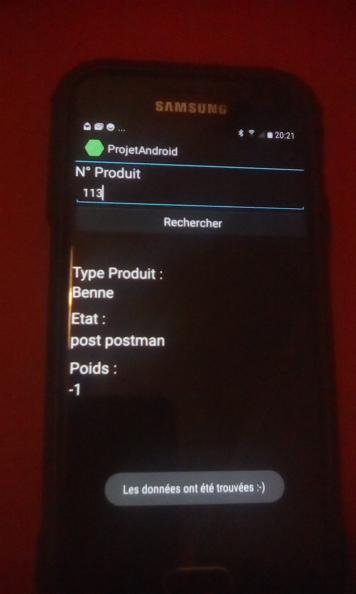 SAMSUNG
... 20:21
ProjetAndroid
N° Produit
113
Rechercher
Type Produit :
Benne
Etat :
post postman
Poids :
-1
Les données ont été trouvées :-)